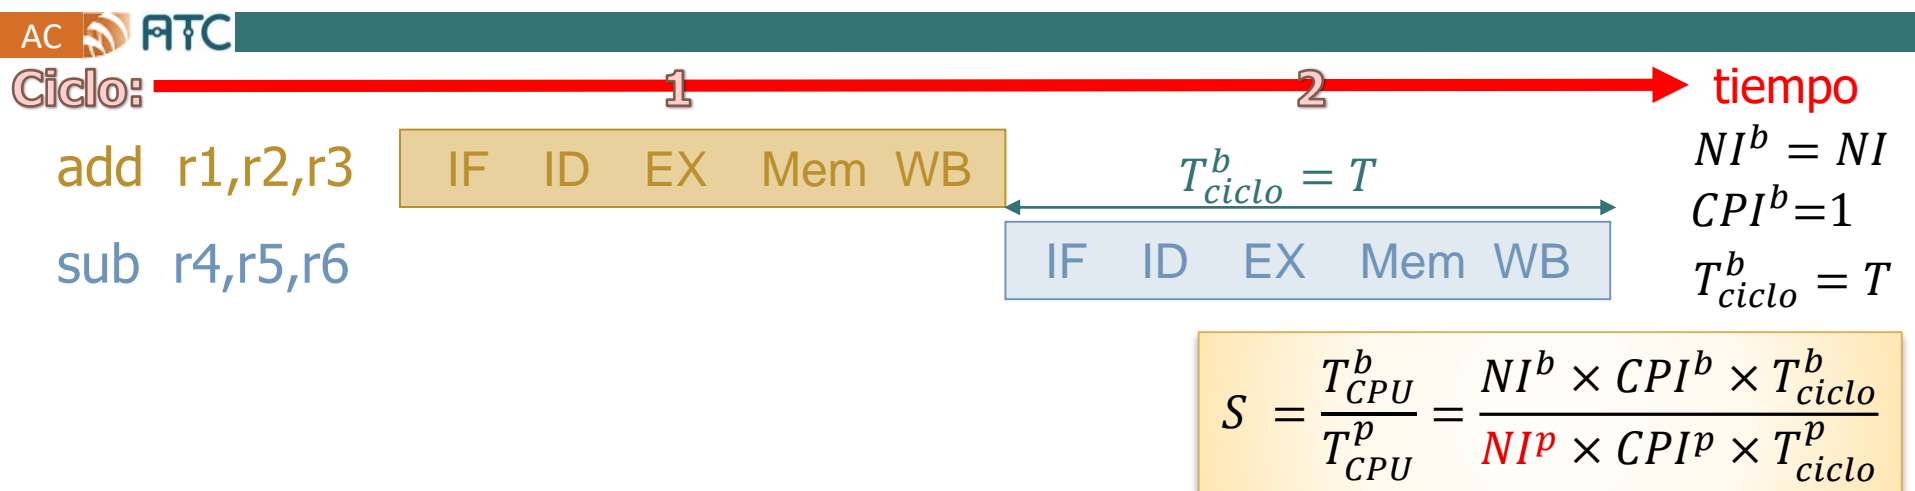 AC ATC
Ciclo: 1 2 tiempo
add r1,r2,r3 IF ID EX Mem WB
T^b_ciclo = T
NI^b = NI
CPI^b=1
sub r4,r5,r6 IF ID EX Mem WB
T^b_ciclo = T
S = T^b_CPU / T^p_CPU = NI^b × CPI^b × T^b_ciclo / NI^p × CPI^p × T^p_ciclo